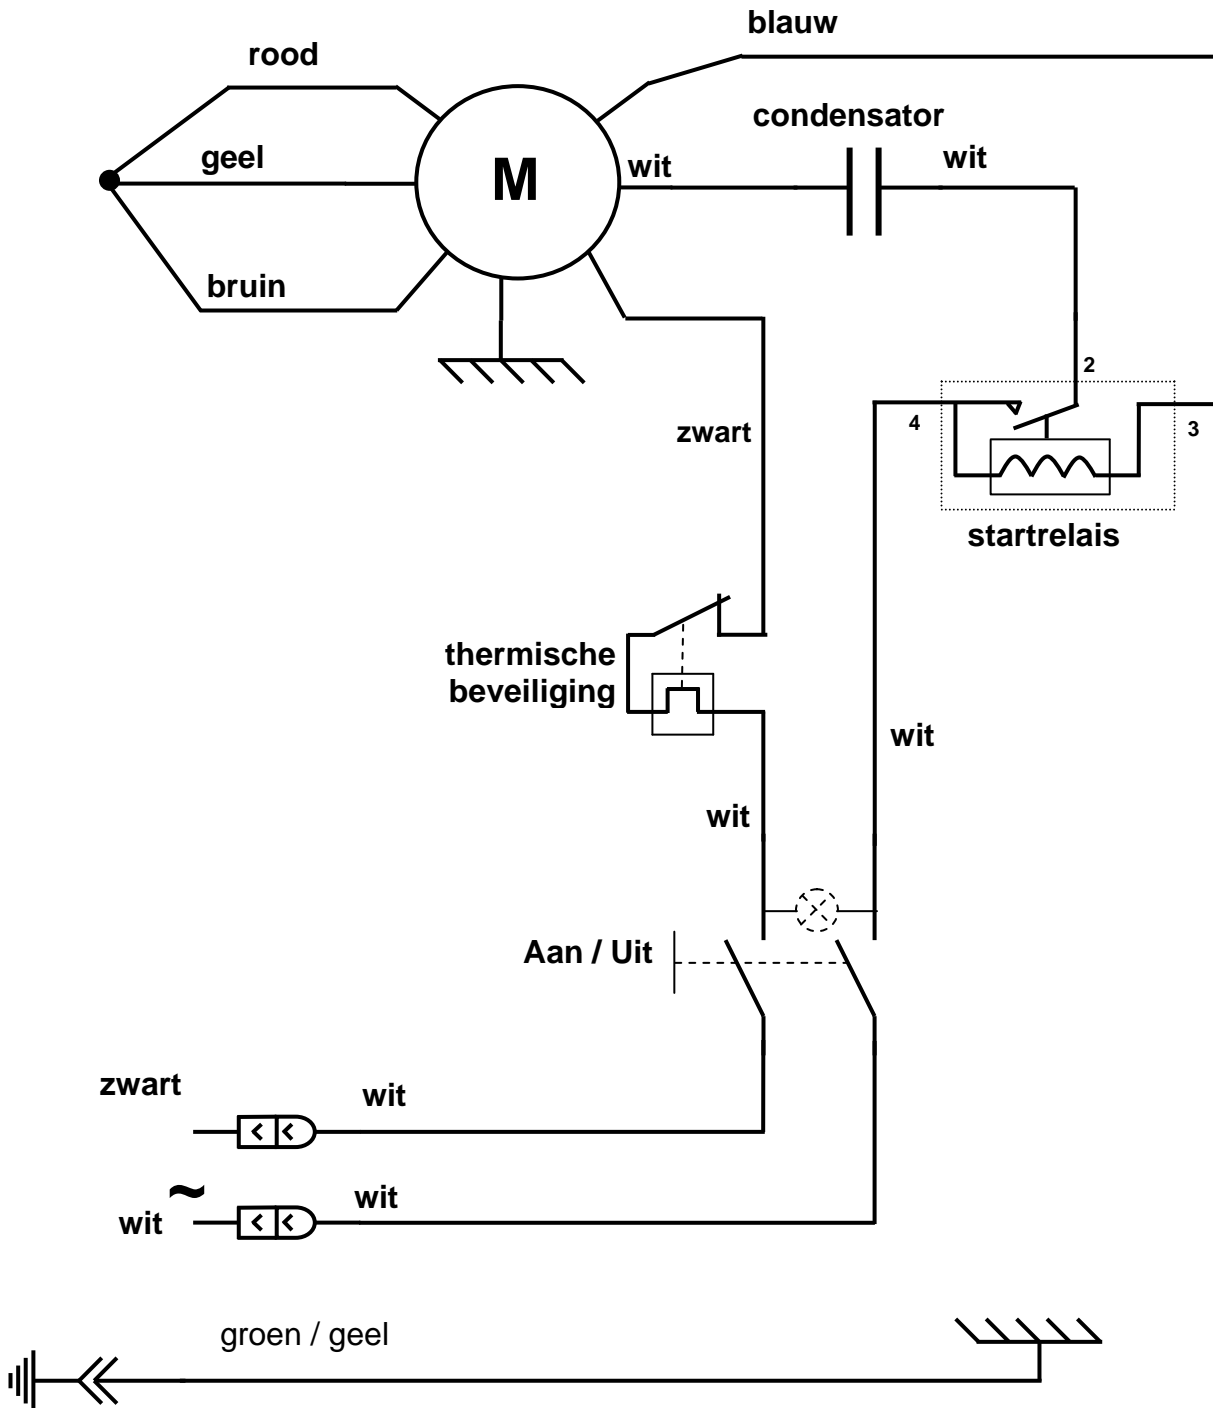 blauw
rood
condensator
geel
wit
wit
M
bruin
2
zwart
4
3
startrelais
thermische
beveiliging
wit
wit
Aan / Uit
zwart
wit
~
wit
wit
groen / geel